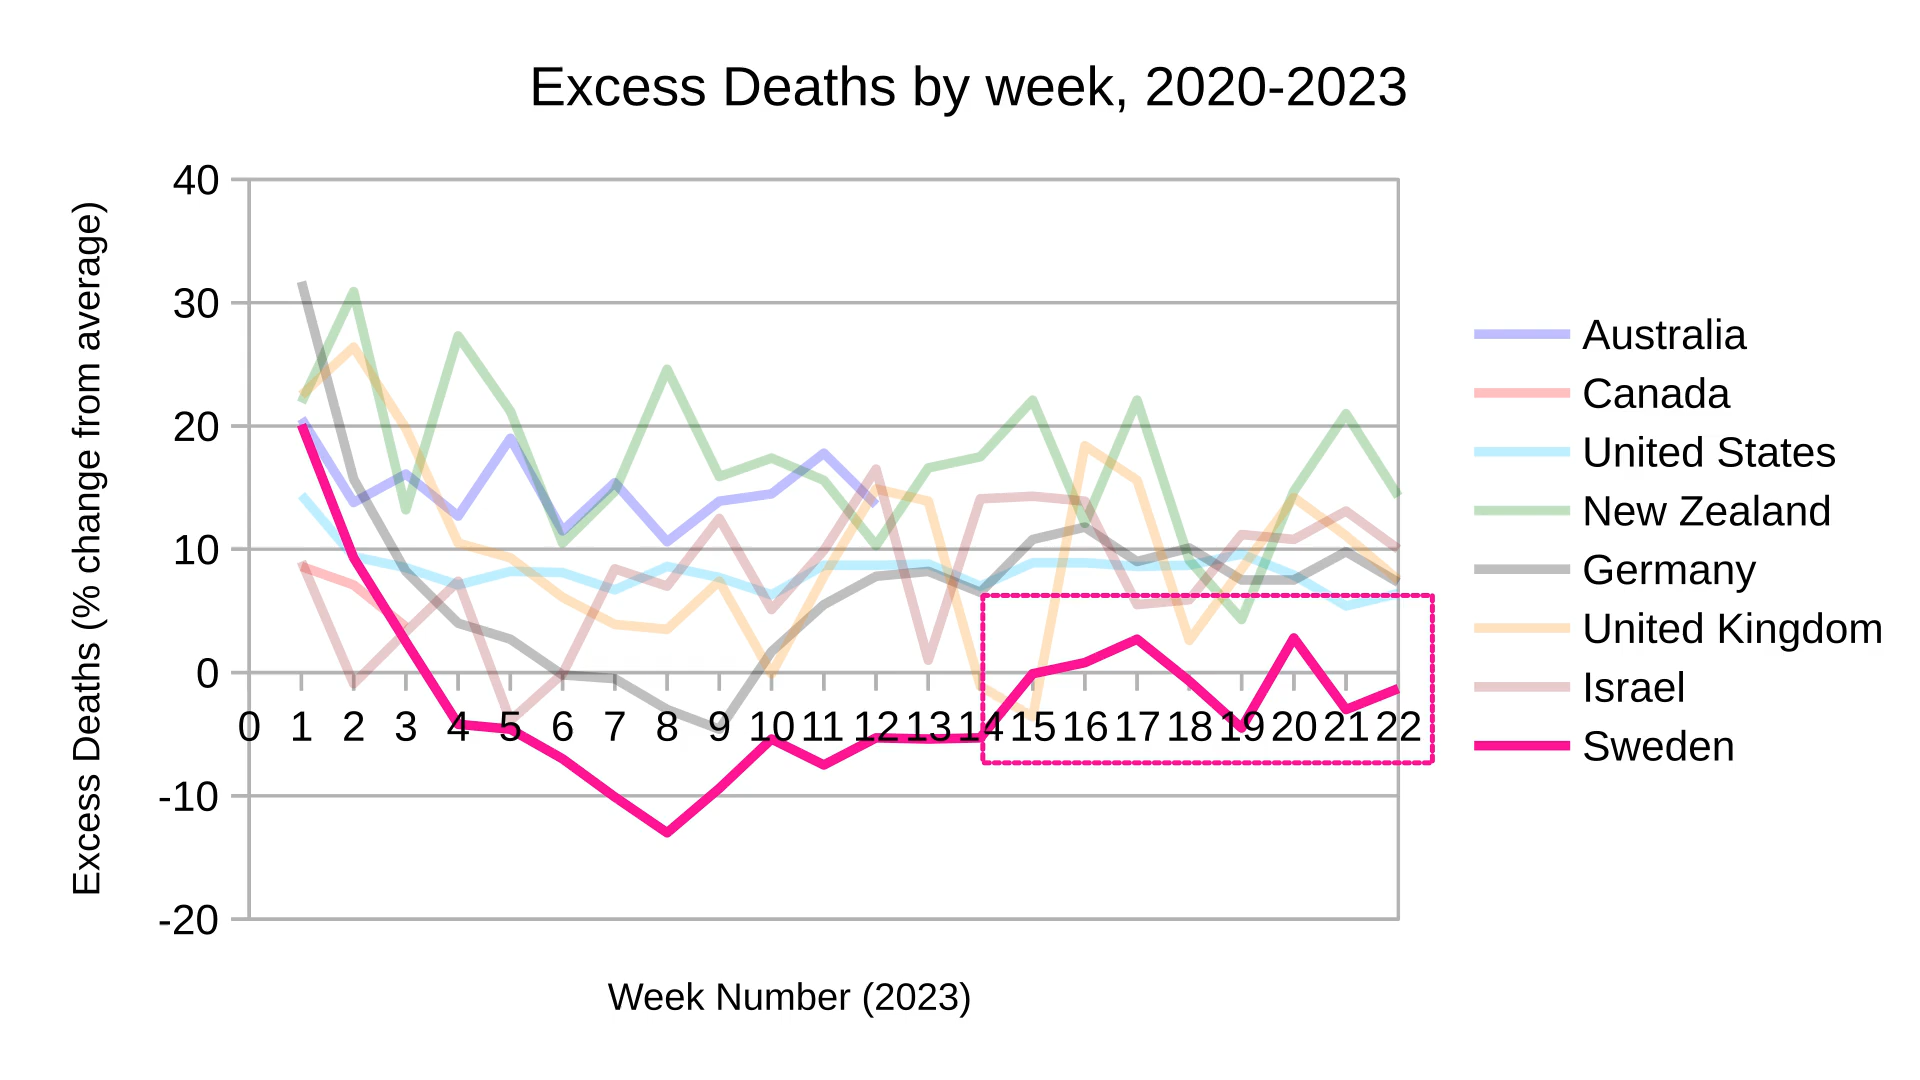 Excess Deaths by week, 2020-2023
Excess Deaths (% change from average)
40
30
20
10
0
-10
-20
0 1 2 3 4 5 6 7 8 9 10 11 12 13 14 15 16 17 18 19 20 21 22
Week Number (2023)
Australia
Canada
United States
New Zealand
Germany
United Kingdom
Israel
Sweden